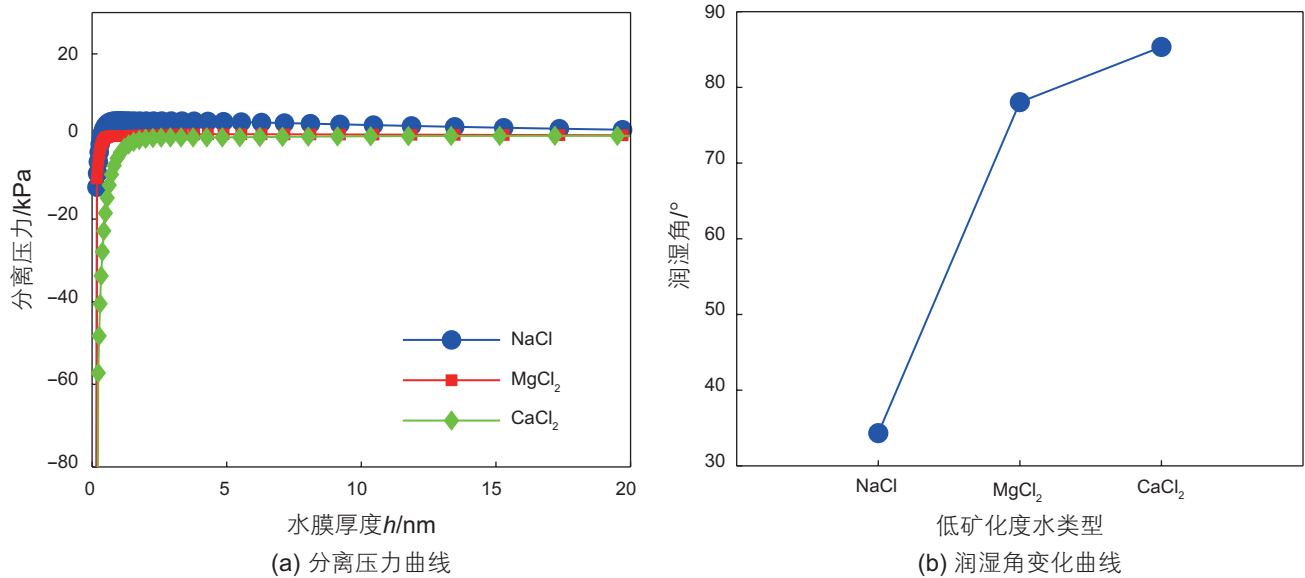 20
0
−20
−40
−60
−80
分离压力/kPa
NaCl
MgCl₂
CaCl₂
0
5
10
15
20
水膜厚度h/nm
(a) 分离压力曲线
90
80
70
60
50
40
30
润湿角/°
NaCl
MgCl₂
CaCl₂
低矿化度水类型
(b) 润湿角变化曲线